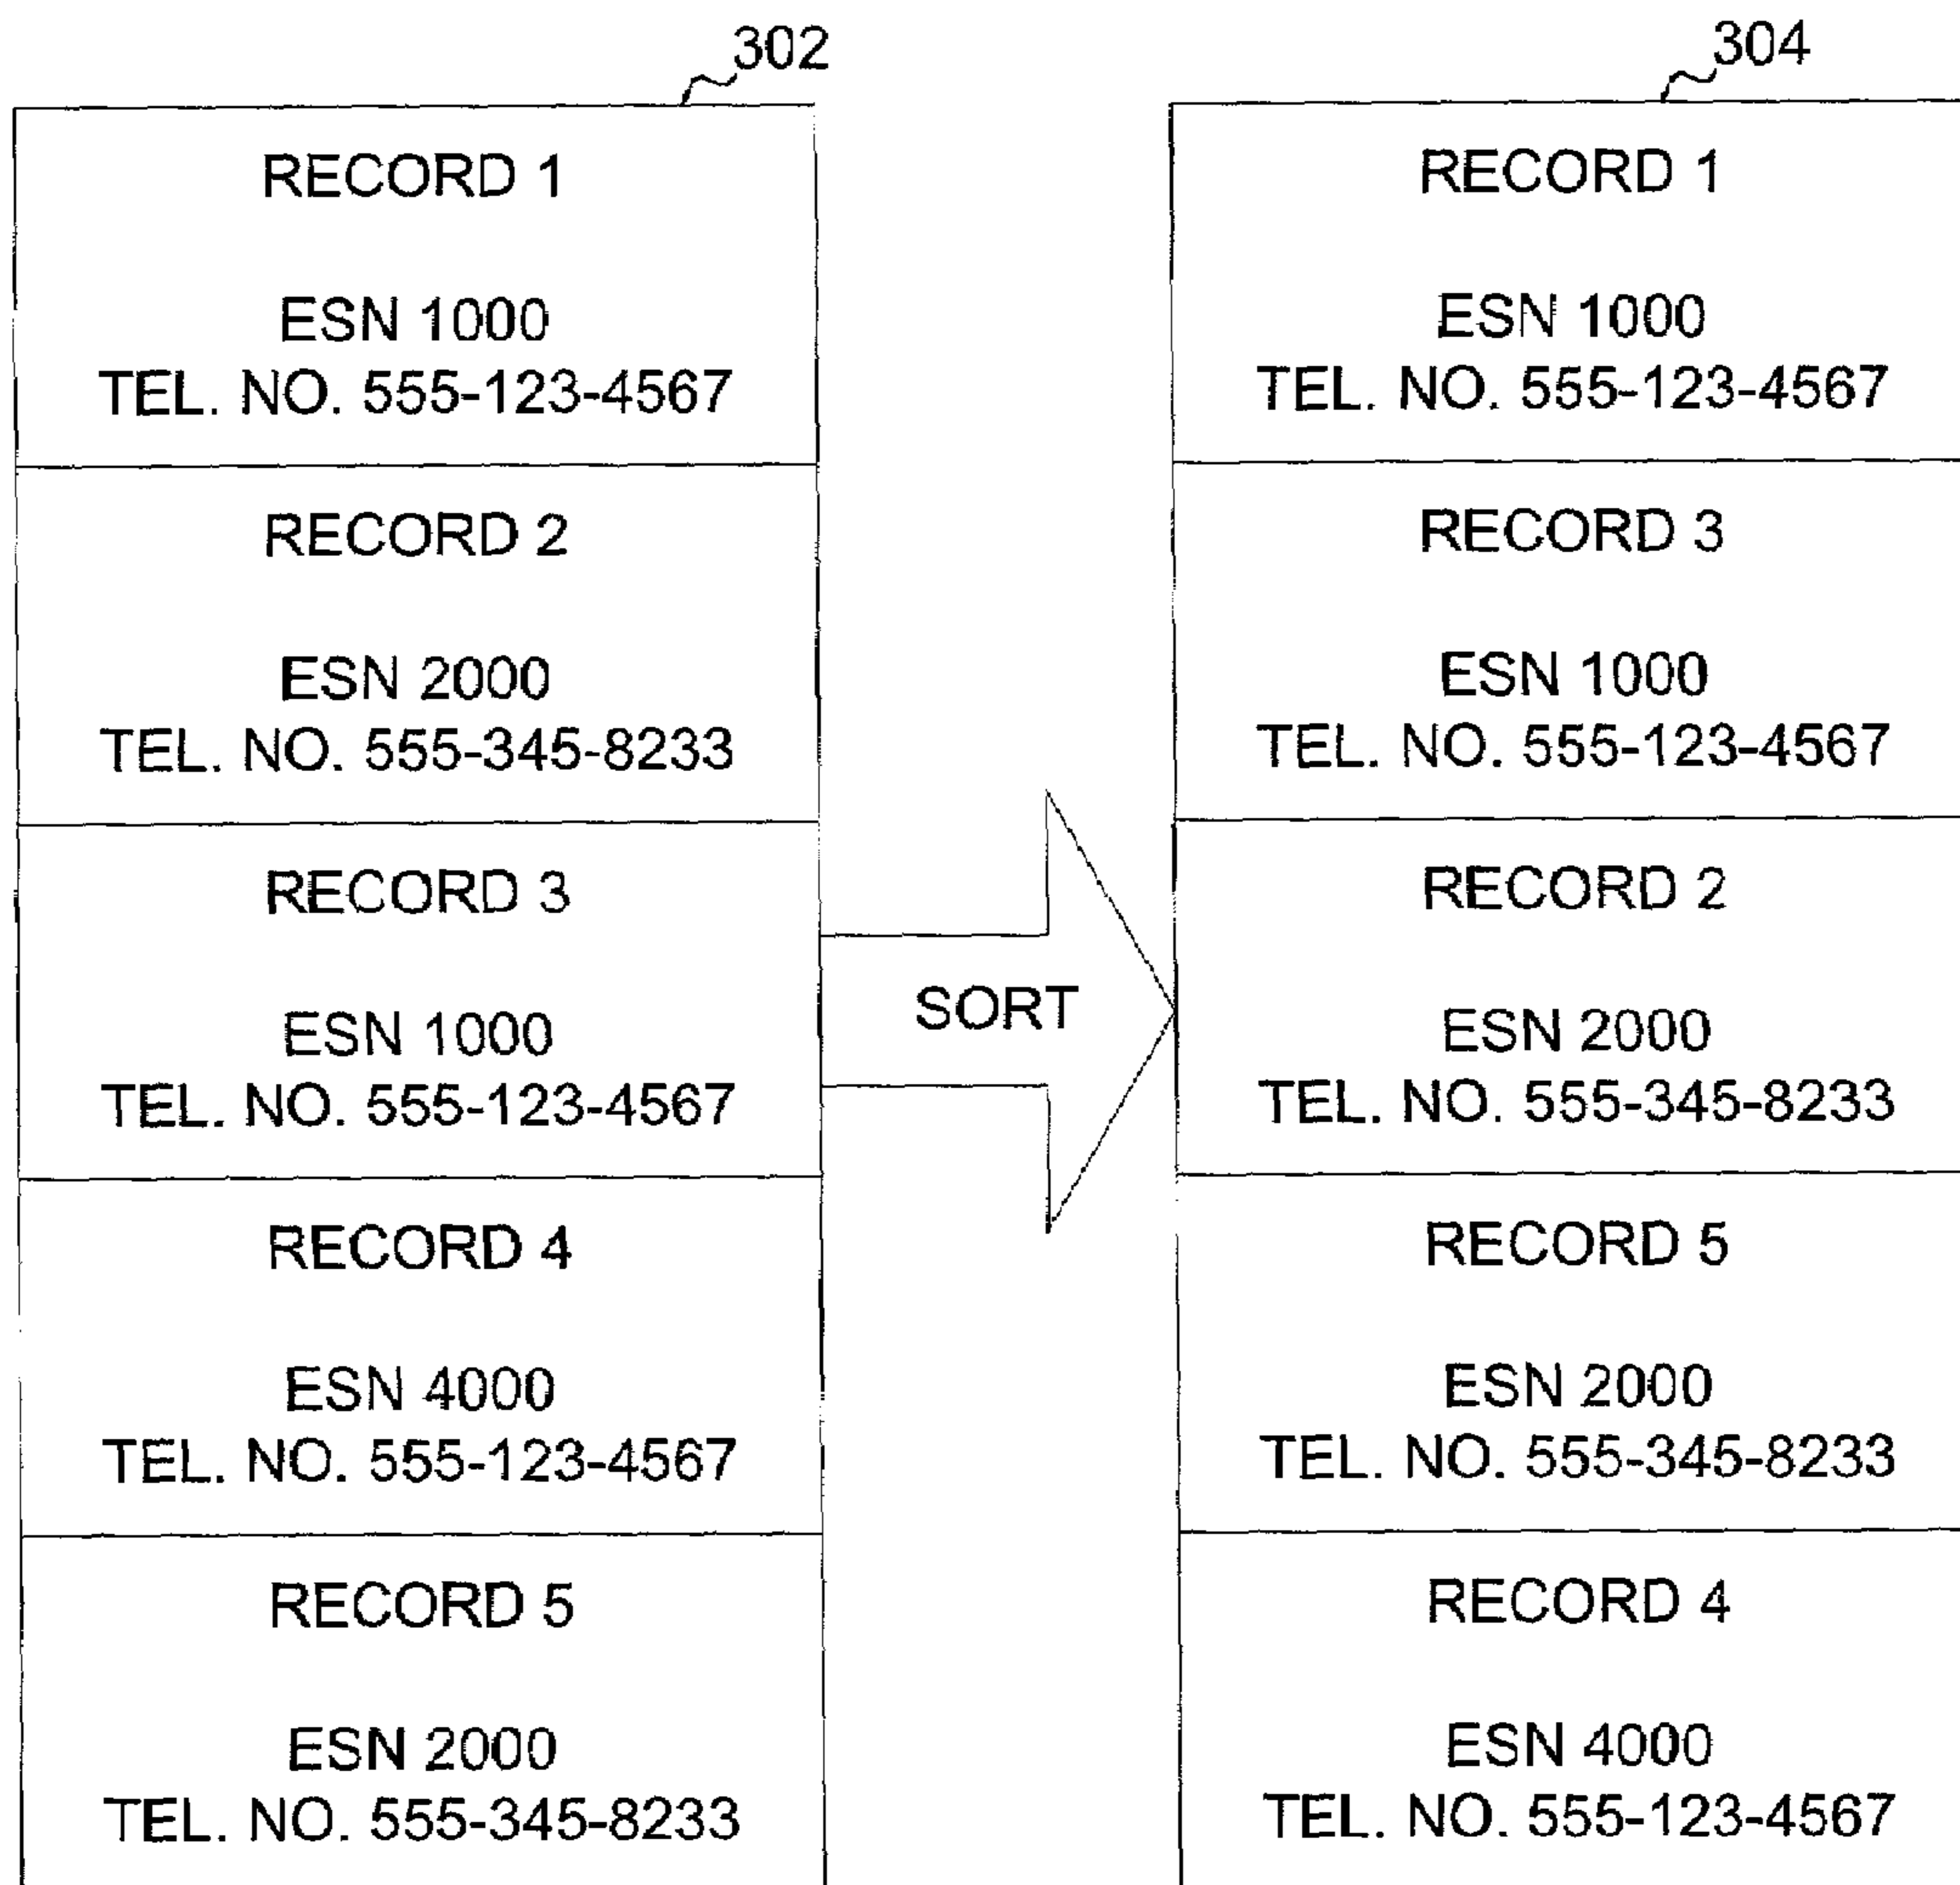 302
RECORD 1
ESN 1000
TEL. NO. 555-123-4567
RECORD 2
ESN 2000
TEL. NO. 555-345-8233
RECORD 3
ESN 1000
TEL. NO. 555-123-4567
RECORD 4
ESN 4000
TEL. NO. 555-123-4567
RECORD 5
ESN 2000
TEL. NO. 555-345-8233
SORT
304
RECORD 1
ESN 1000
TEL. NO. 555-123-4567
RECORD 3
ESN 1000
TEL. NO. 555-123-4567
RECORD 2
ESN 2000
TEL. NO. 555-345-8233
RECORD 5
ESN 2000
TEL. NO. 555-345-8233
RECORD 4
ESN 4000
TEL. NO. 555-123-4567